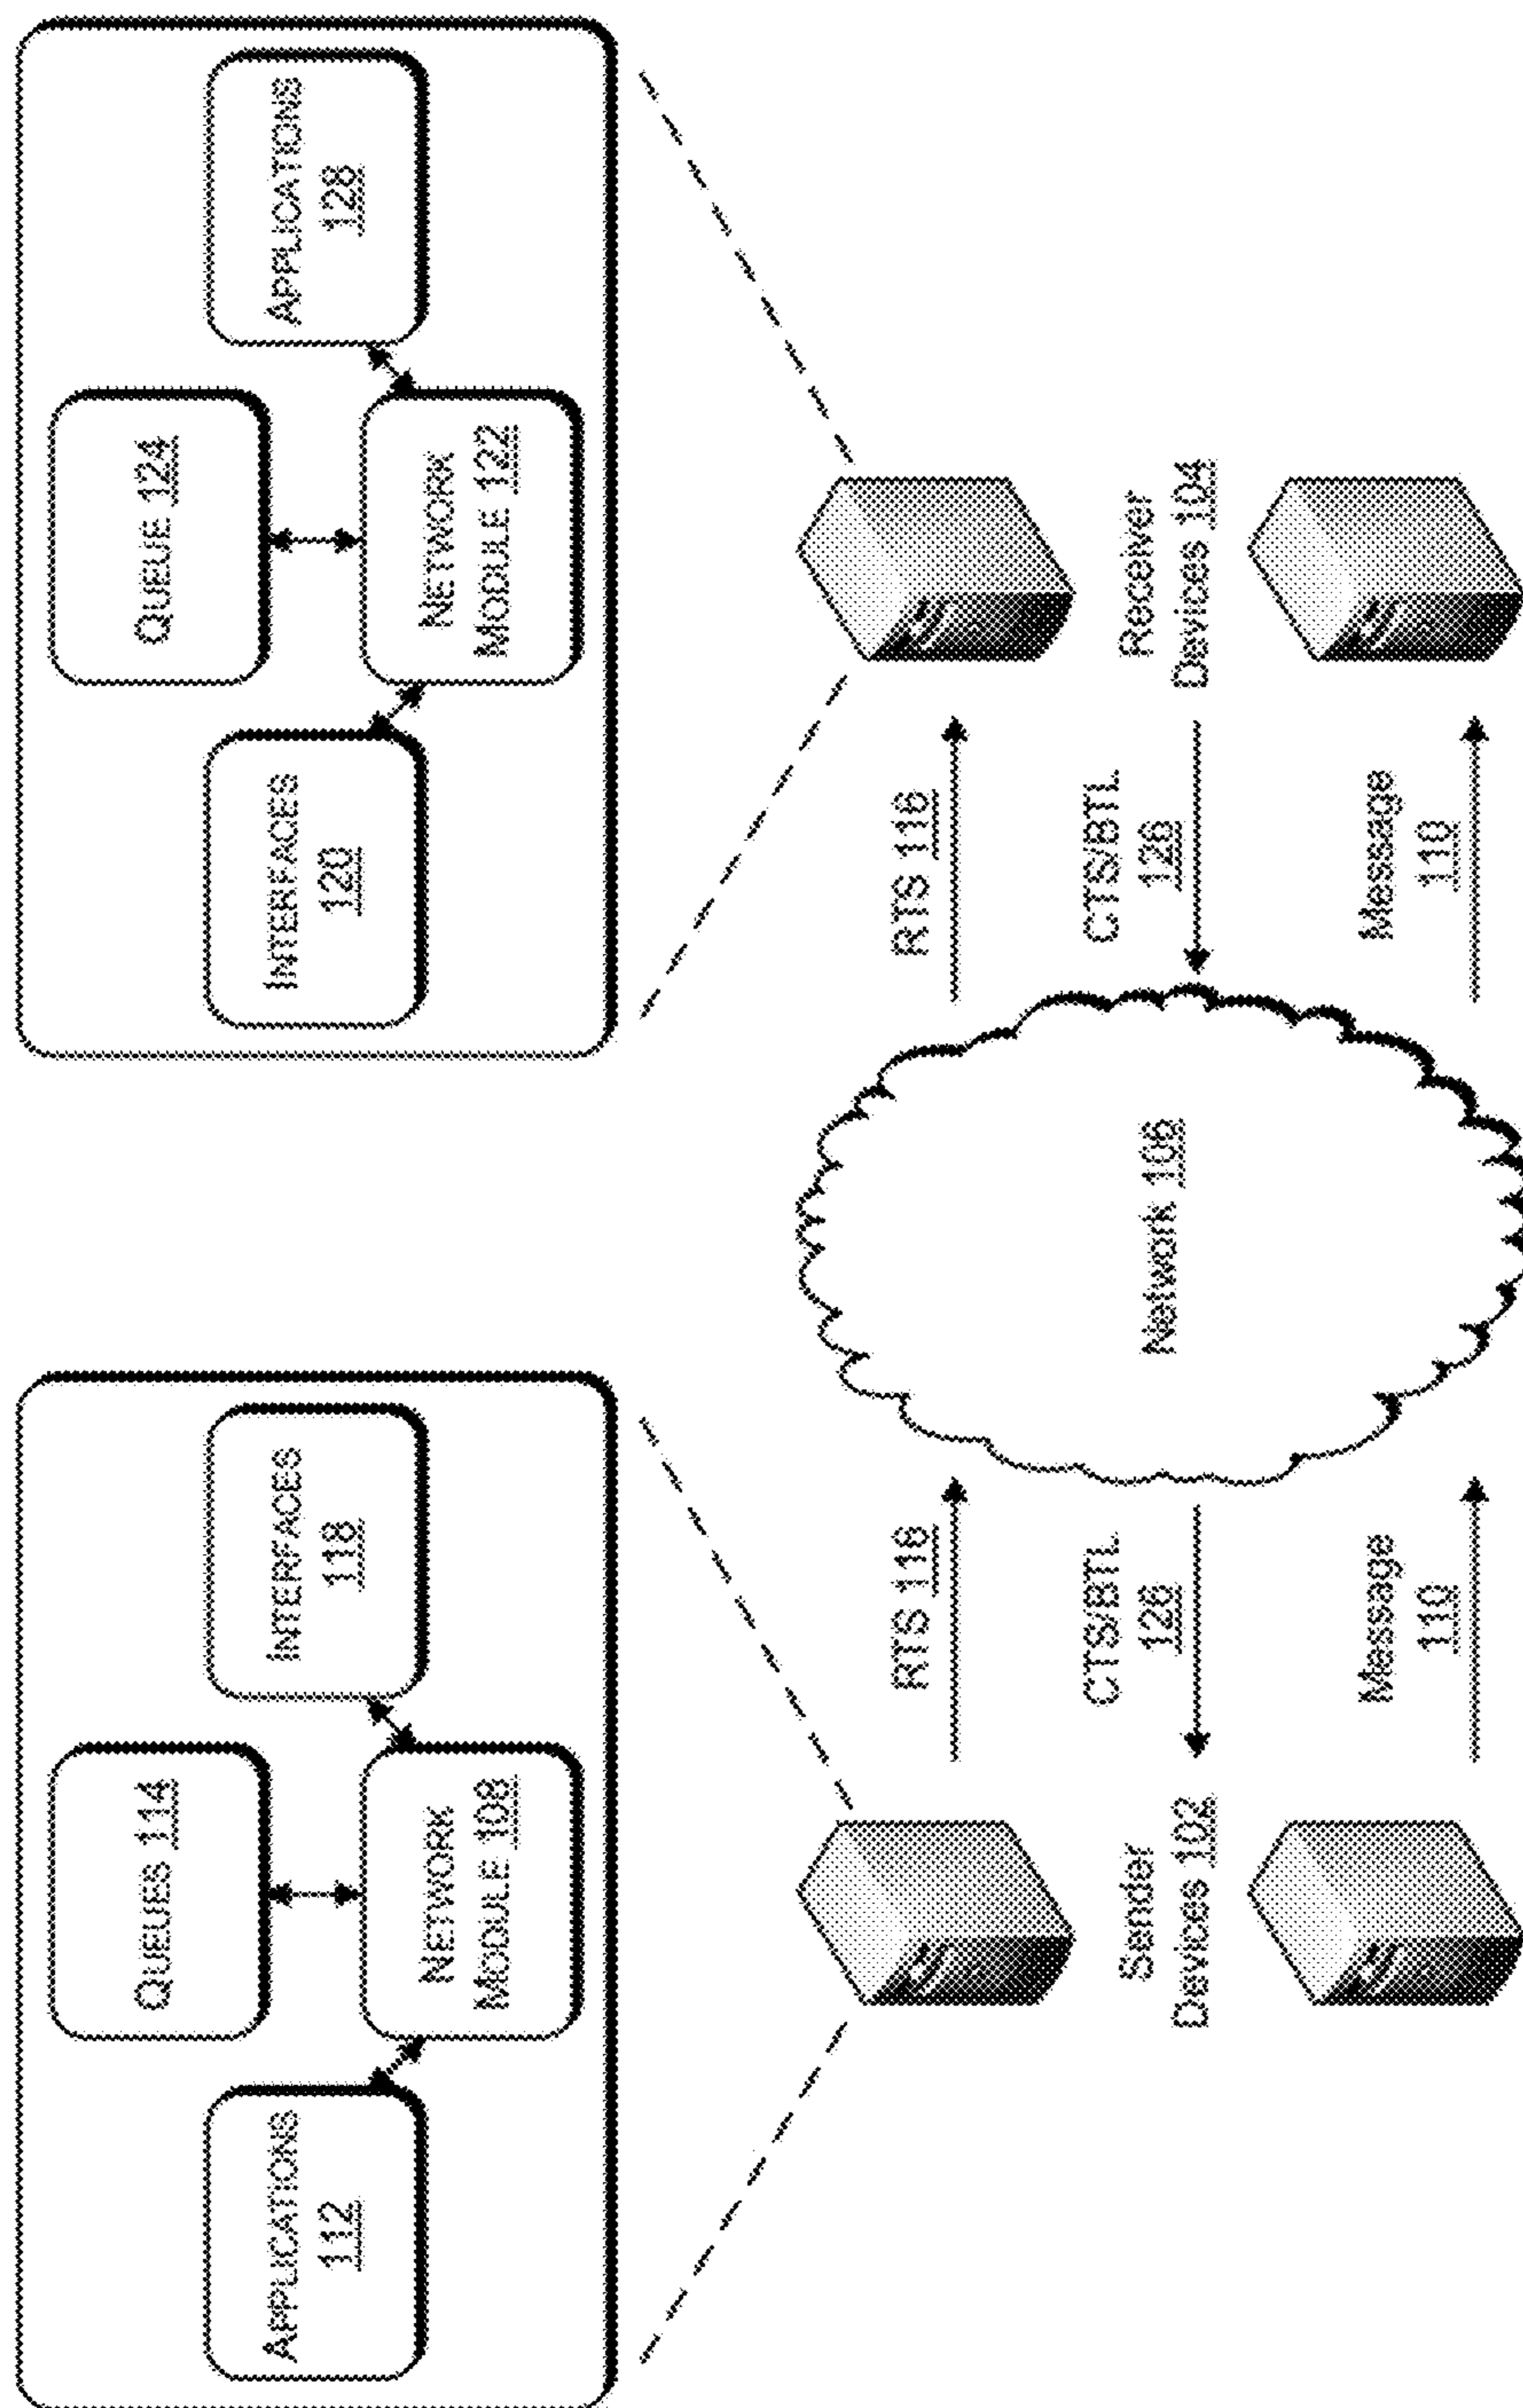 QUEUES 114
APPLICATIONS
112
NETWORK
MODULE 108
INTERFACES
118
QUEUE 124
INTERFACES
120
NETWORK
MODULE 122
APPLICATIONS
128
RTS 116
RTS 116
Sender
Devices 102
CTS/BTL
126
Network 106
CTS/BTL
126
Receiver
Devices 104
Message
110
Message
110